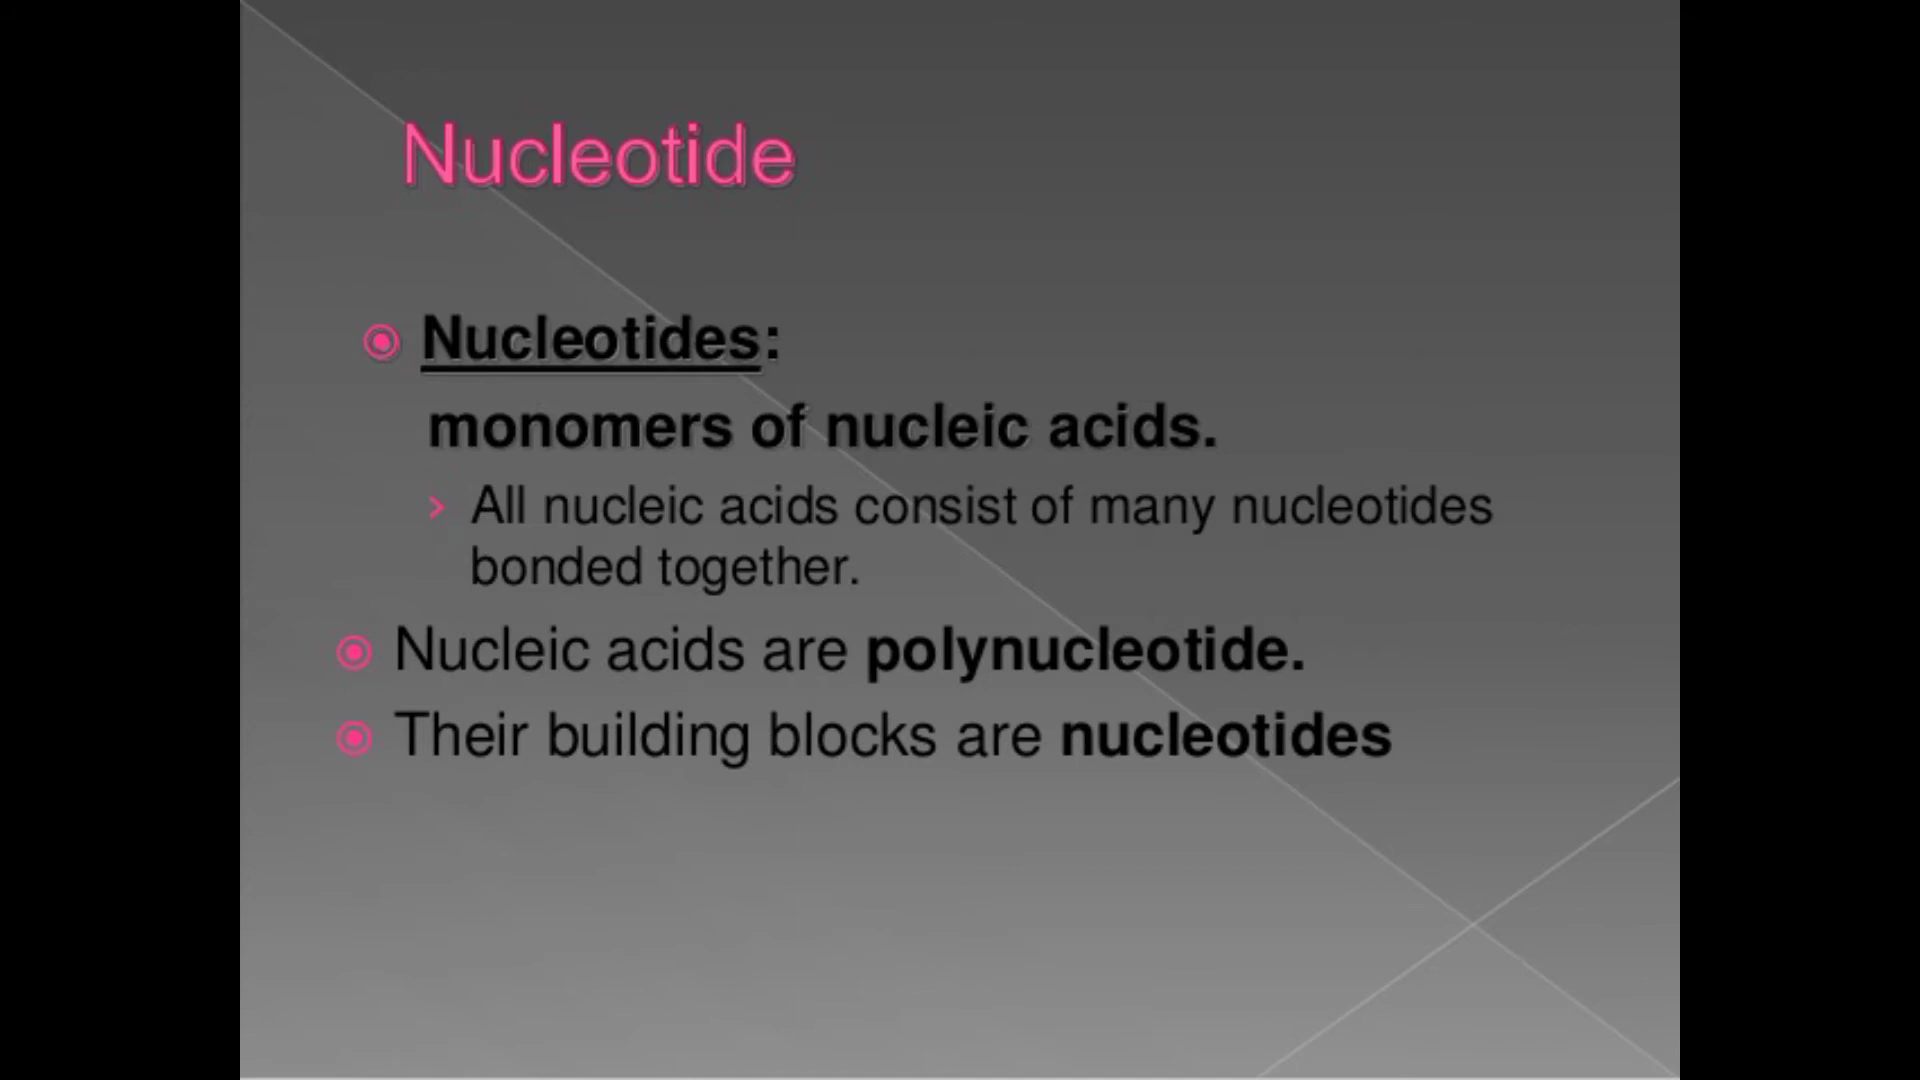 Nucleotide
Nucleotides:
monomers of nucleic acids.
All nucleic acids consist of many nucleotides
bonded together.
Nucleic acids are polynucleotide.
Their building blocks are nucleotides